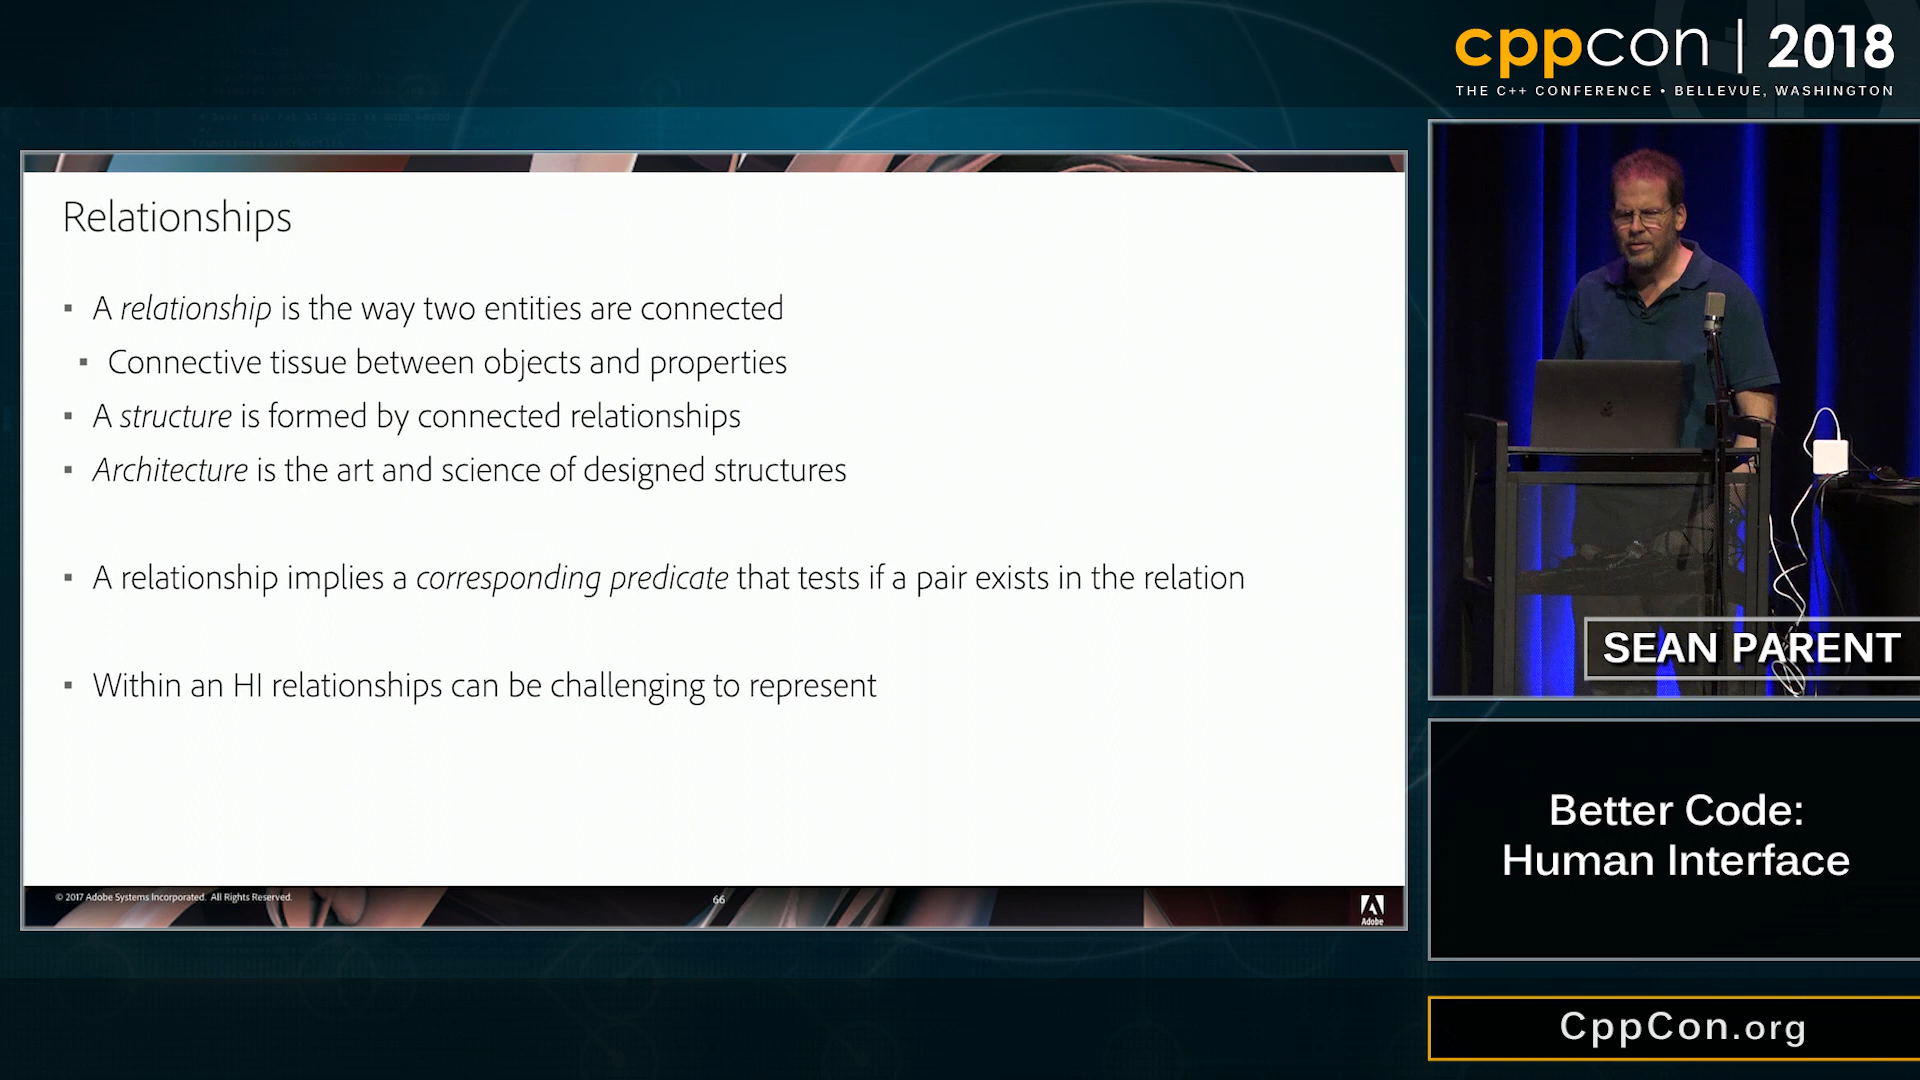 cppcon | 2018
THE C++ CONFERENCE • BELLEVUE, WASHINGTON
Relationships
▪ A relationship is the way two entities are connected
▪ Connective tissue between objects and properties
▪ A structure is formed by connected relationships
▪ Architecture is the art and science of designed structures
▪ A relationship implies a corresponding predicate that tests if a pair exists in the relation
▪ Within an HI relationships can be challenging to represent
© 2017 Adobe Systems Incorporated. All Rights Reserved.
66
Adobe
SEAN PARENT
Better Code:
Human Interface
CppCon.org